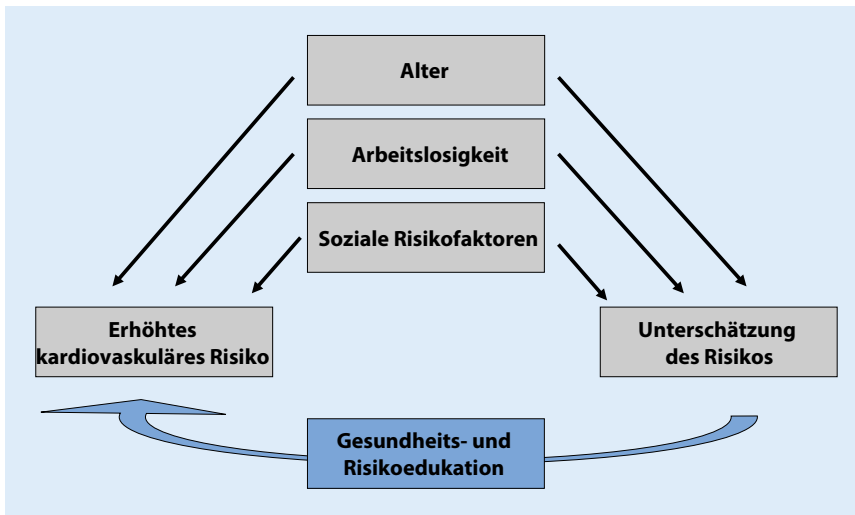 Alter
Arbeitslosigkeit
Soziale Risikofaktoren
Erhöhtes
kardiovaskuläres Risiko
Unterschätzung
des Risikos
Gesundheits- und
Risikoedukation